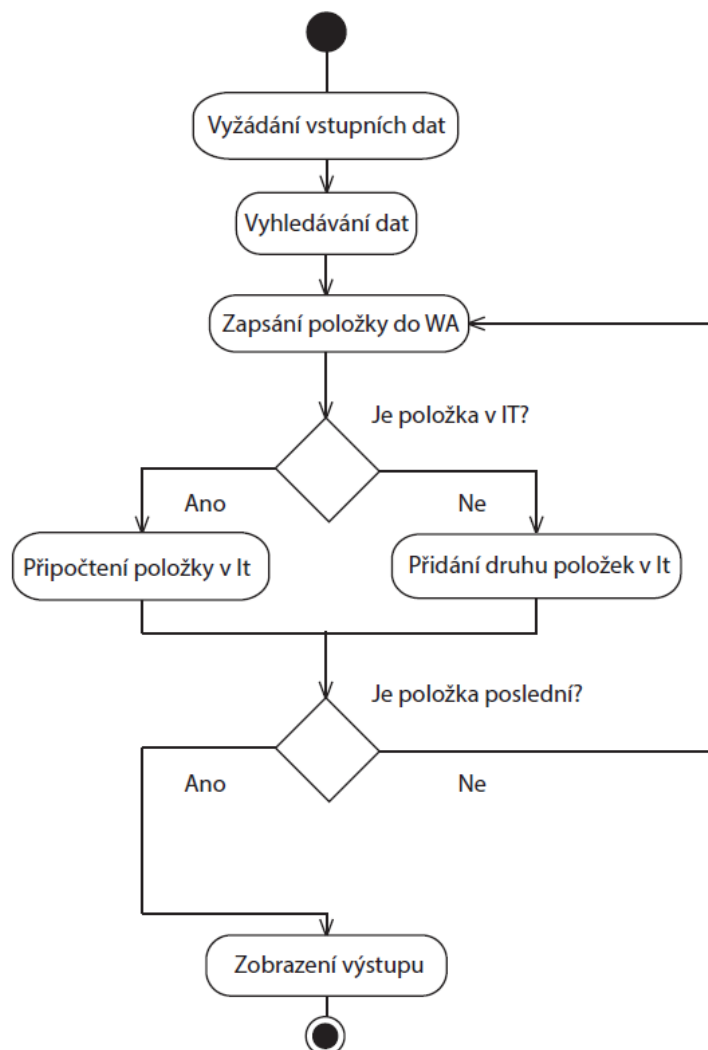 Vyžádání vstupních dat
Vyhledávání dat
Zapsání položky do WA
Je položka v IT?
Ano
Ne
Připočtení položky v It
Přidání druhu položek v It
Je položka poslední?
Ano
Ne
Zobrazení výstupu